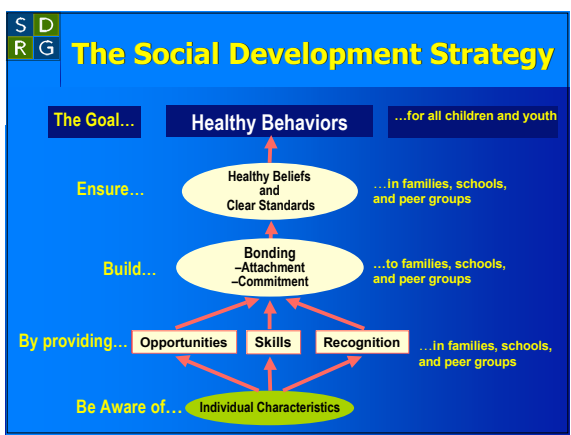 S D
R G
The Social Development Strategy
The Goal…
Healthy Behaviors
…for all children and youth
Ensure…
Healthy Beliefs
and
Clear Standards
…in families, schools,
and peer groups
Build…
Bonding
–Attachment
–Commitment
…to families, schools,
and peer groups
By providing…
Opportunities
Skills
Recognition
…in families, schools,
and peer groups
Be Aware of…
Individual Characteristics